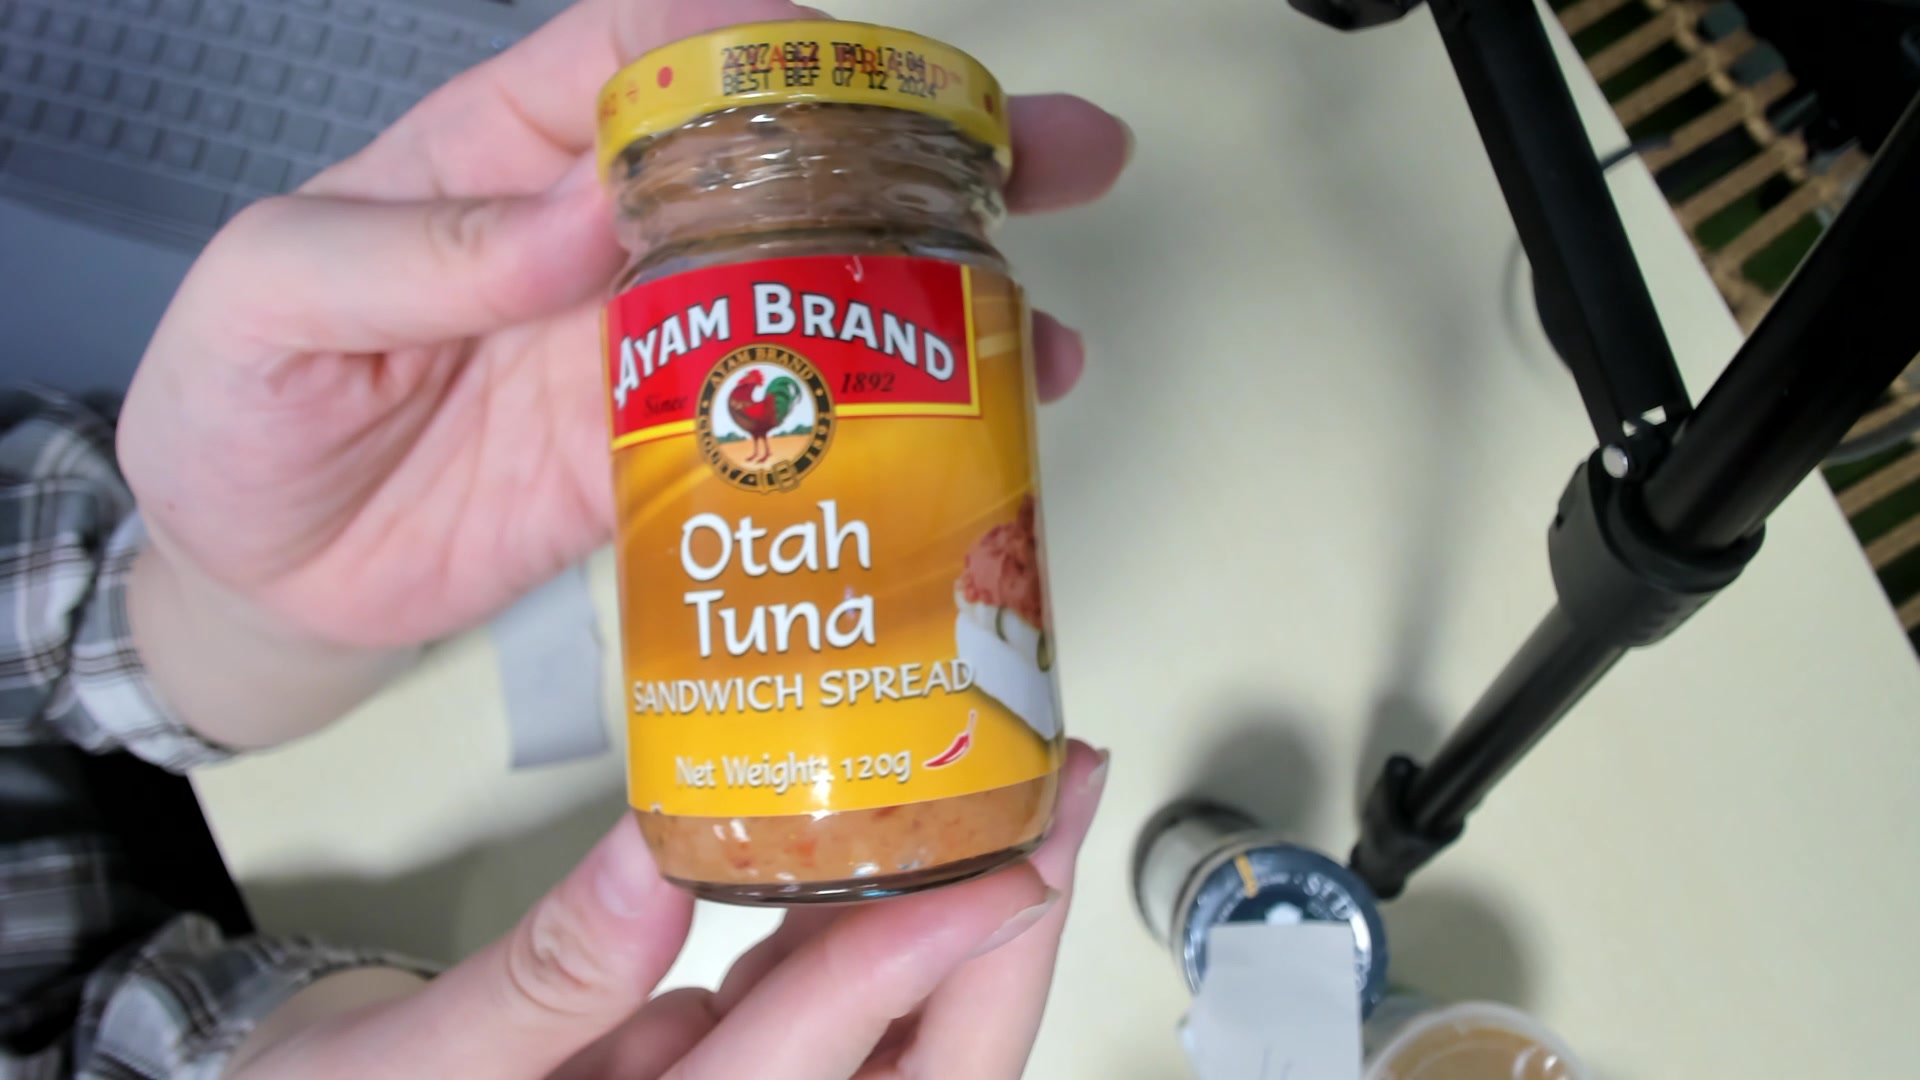 BEST BEF 07 12 2024
AYAM BRAND
Since 1892
AYAM BRAND
Otah
Tuna
SANDWICH SPREAD
Net Weight: 120g